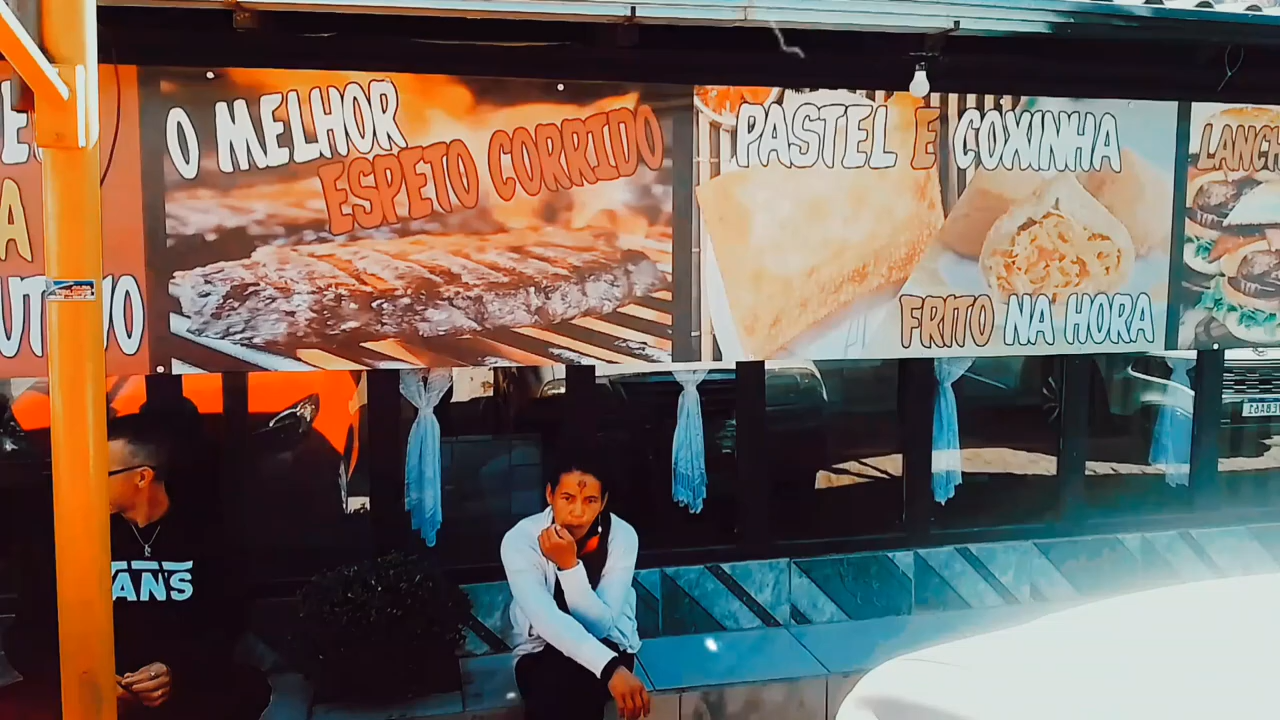 O MELHOR
ESPETO CORRIDO
PASTEL E COXINHA
FRITO NA HORA
A
VANS